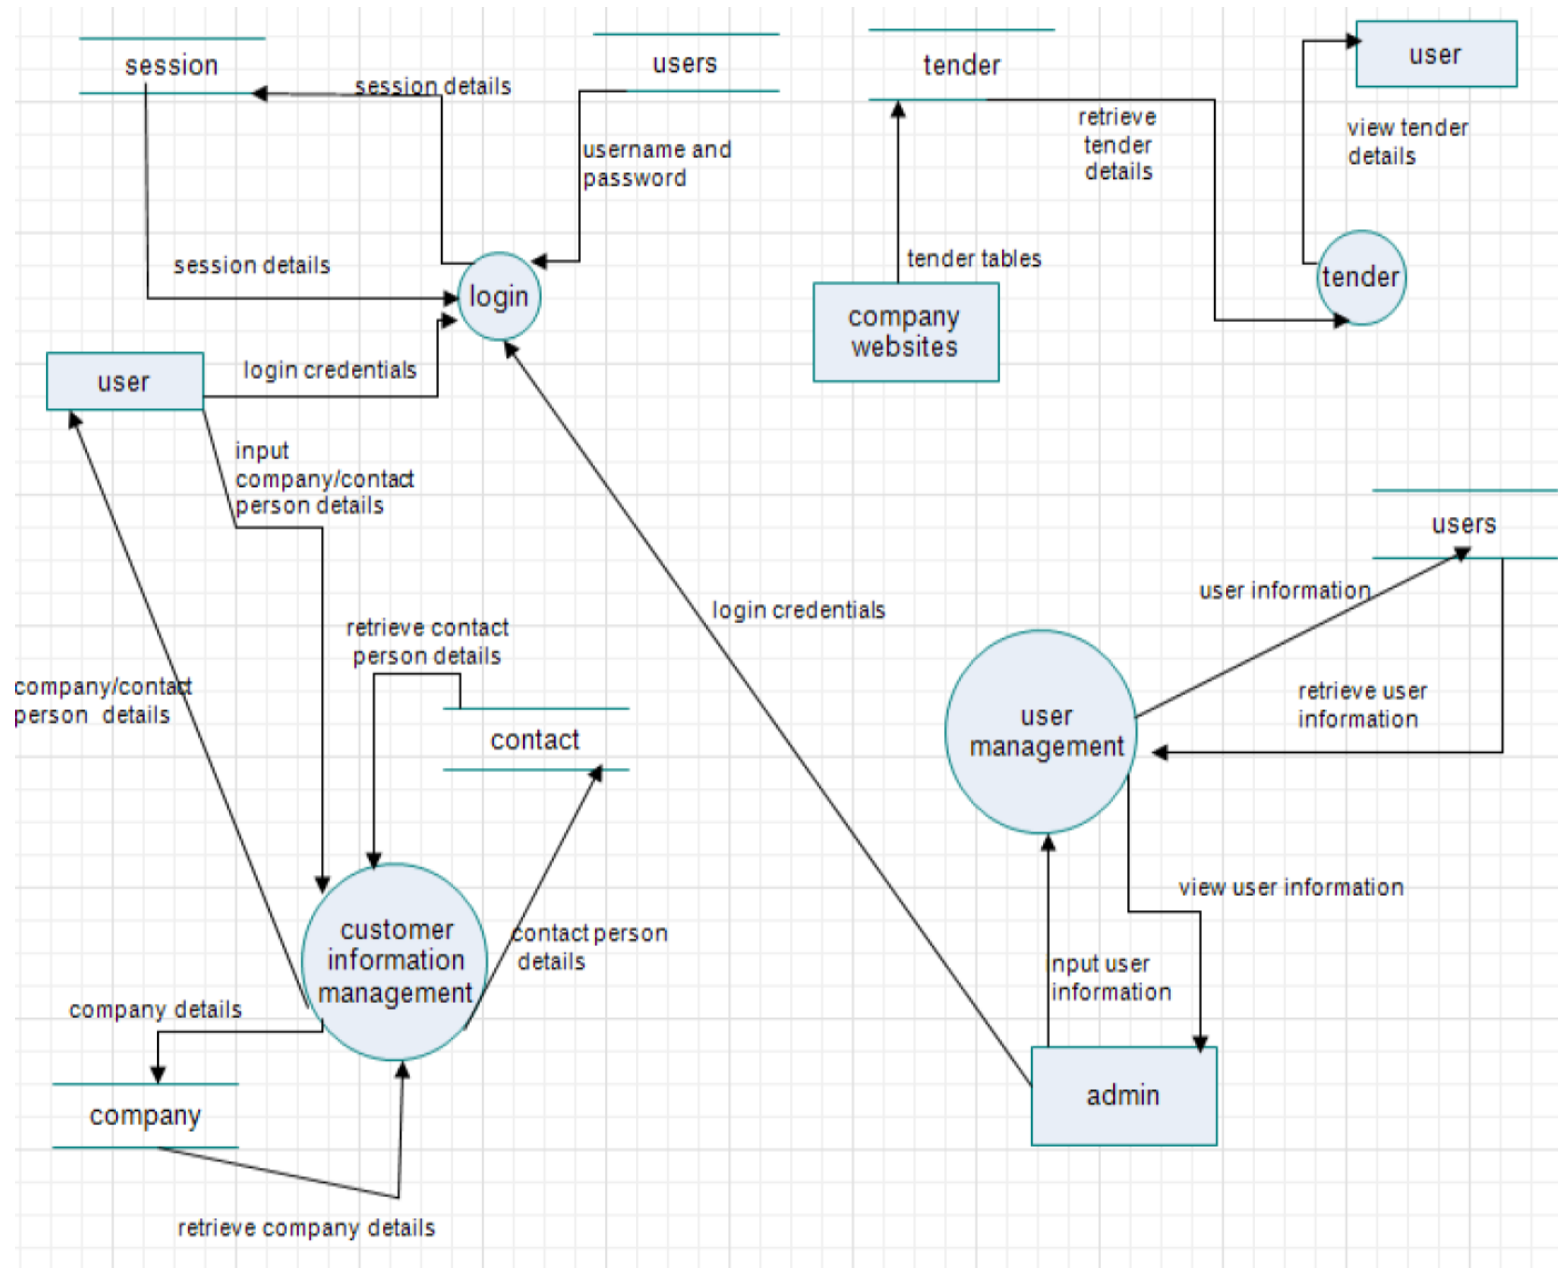 session
session details
users
tender
user
retrieve
tender
details
view tender
details
username and
password
session details
tender tables
login
tender
company
websites
user
login credentials
input
company/contact
person details
users
user information
login credentials
retrieve contact
person details
company/contact
person details
retrieve user
information
user
management
contact
view user information
customer
information
management
contact person
details
input user
information
company details
admin
company
retrieve company details